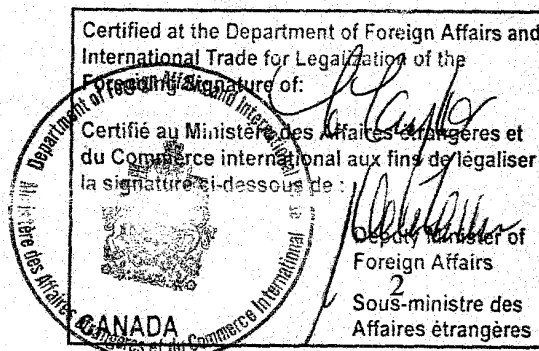 Certified at the Department of Foreign Affairs and
International Trade for Legalization of the
Foregoing Signature of:
Certifié au Ministère des Affaires étrangères et
du Commerce international aux fins de légaliser
la signature ci-dessous de :
Deputy Minister of
Foreign Affairs
2
Sous-ministre des
Affaires étrangères
CANADA
Department of Foreign Affairs and International
Ministère des Affaires étrangères et du Commerce International